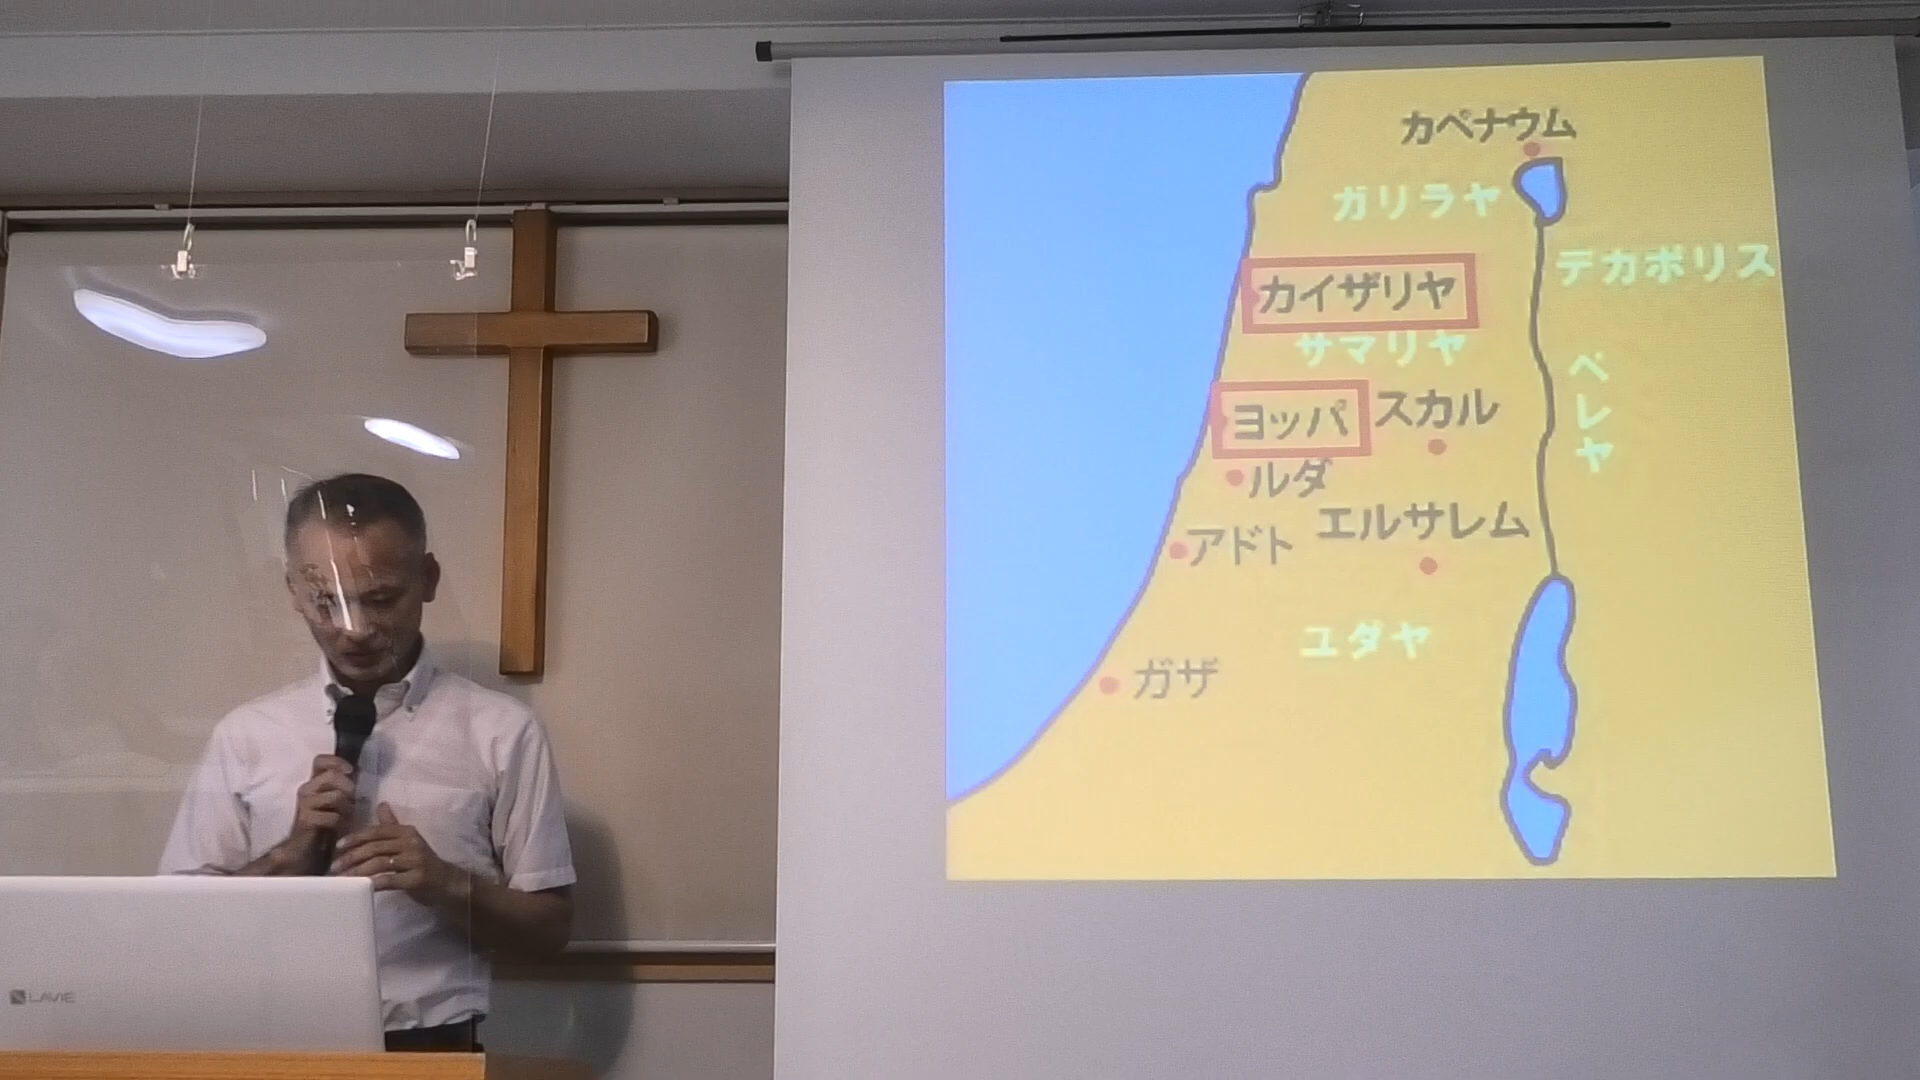 カペナウム
ガリラヤ
デカポリス
カイザリヤ
サマリヤ
ペレヤ
ヨッパ
スカル
ルダ
エルサレム
アドト
ユダヤ
ガザ
LAVIE